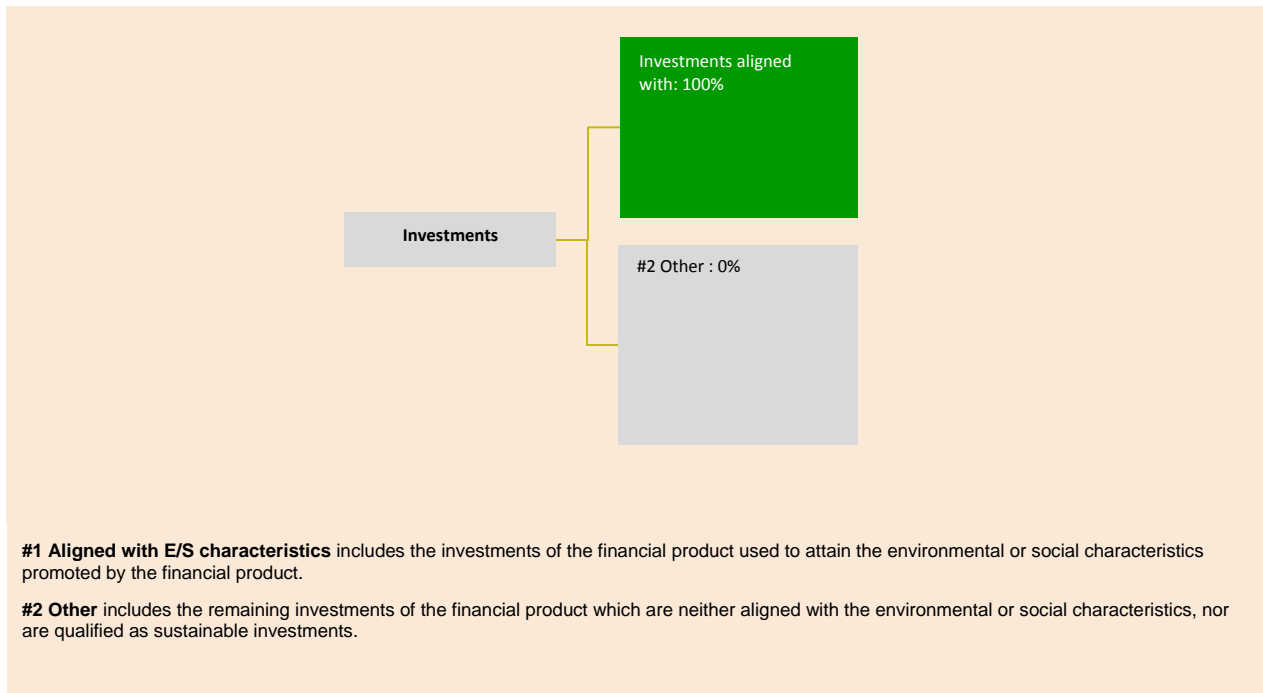 Investments aligned
with: 100%
Investments
#2 Other : 0%
#1 Aligned with E/S characteristics includes the investments of the financial product used to attain the environmental or social characteristics
promoted by the financial product.
#2 Other includes the remaining investments of the financial product which are neither aligned with the environmental or social characteristics, nor
are qualified as sustainable investments.